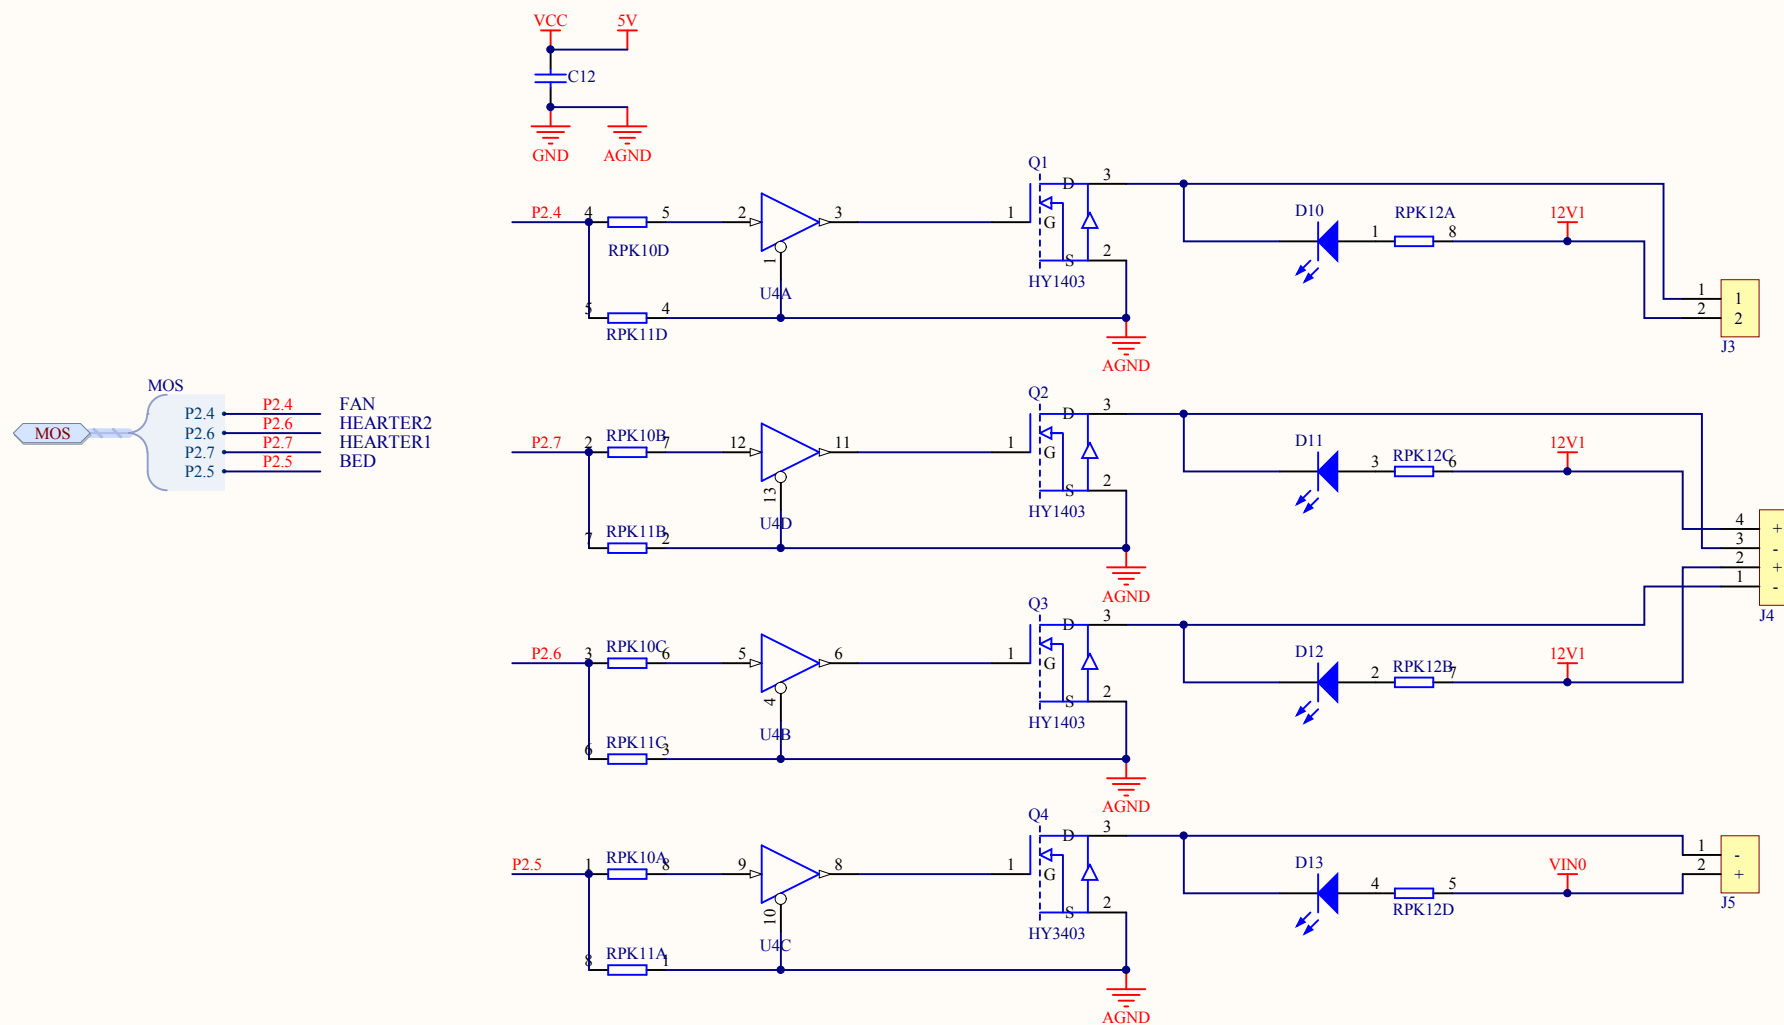 VCC 5V
C12
GND AGND
Q1
P2.4 4 5 2 3 1 D 3
G
RPK10D
1
S 2
U4A
HY1403
5 4
RPK11D
AGND
D10 RPK12A 12V1
1 8
1 1
2 2
J3
MOS
MOS
P2.4 P2.4 FAN
P2.6 P2.6 HEARTER2
P2.7 P2.7 HEARTER1
P2.5 P2.5 BED
Q2
P2.7 2 RPK10B 7 12 11 1 D 3
G
13
S 2
U4D
HY1403
7 RPK11B 2
AGND
D11 12V1
3 RPK12C 6
4 +
3 -
2 +
1 -
J4
Q3
P2.6 3 RPK10C 6 5 6 1 D 3
G
4
S 2
U4B
HY1403
6 RPK11C 3
AGND
D12 12V1
2 RPK12B 7
Q4
P2.5 1 RPK10A 8 9 8 1 D 3
G
10
S 2
U4C
HY3403
8 RPK11A 1
AGND
D13 VIN0
4 5
RPK12D
1 -
2 +
J5